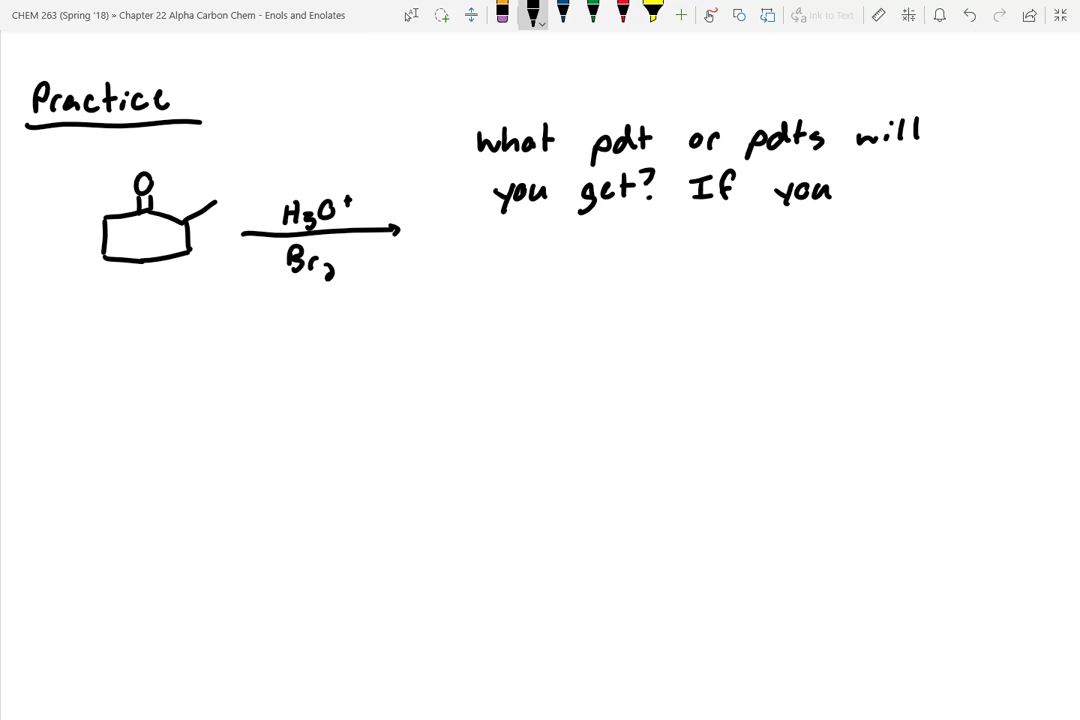 CHEM 263 (Spring '18) » Chapter 22 Alpha Carbon Chem - Enols and Enolates
Ink to Text
Practice
What pdt or pdts will
you get? If you
O
H₃O⁺
Br₂